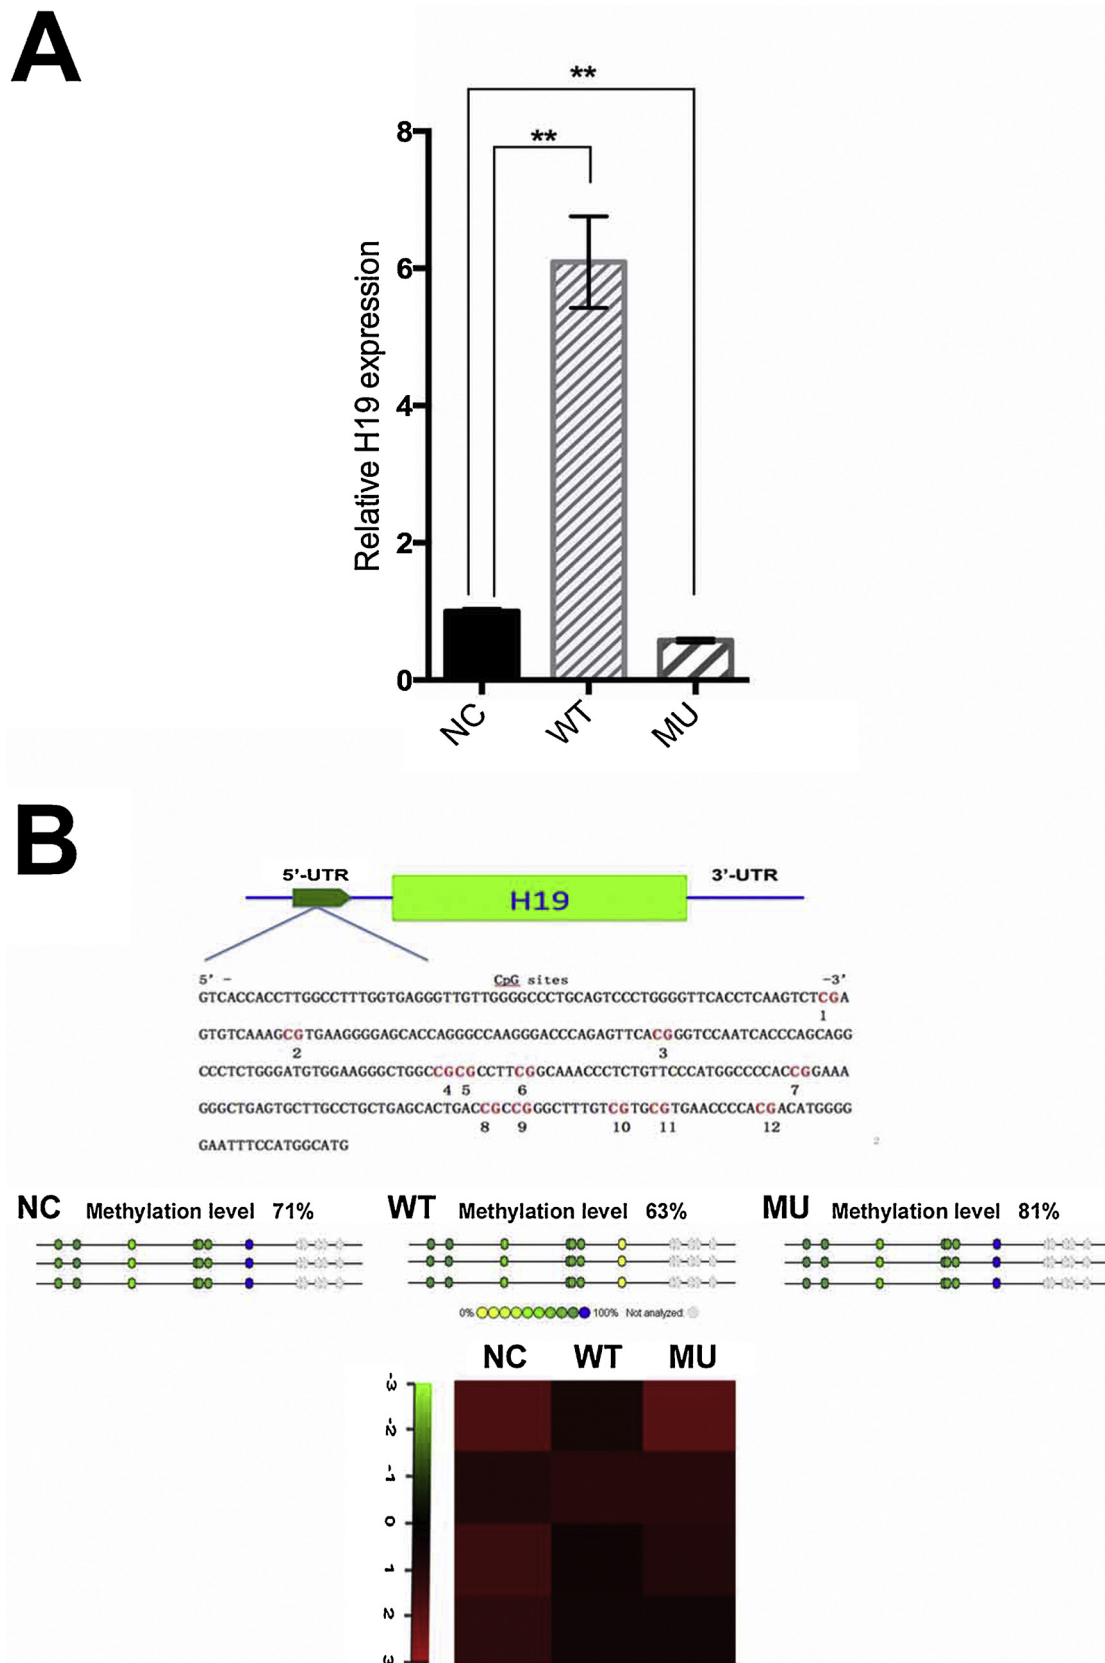 A
**
**
8
6
4
2
0
Relative H19 expression
NC
WT
MU
B
5'-UTR
H19
3'-UTR
5' –
CpG sites
–3'
GTCACCACCTTGGCCTTTGGTGAGGGTTGTTGGGGCCCTGCAGTCCCTGGGGTTCACCTCAAGTCTCGA
1
GTGTCAAAGCGTGAAGGGGAGCACCAGGGCCAAGGGACCCAGAGTTCACGGGTCCAATCACCCAGCAGG
2 3
CCCTCTGGGATGTGGAAGGGCTGGCCGCGCCTTCGGCAAACCCTCTGTTCCCATGGCCCCACCGGAAA
4 5 6 7
GGGCTGAGTGCTTGCCTGCTGAGCACTGACCGCCCGGGCTTTGTCGTGCGTGAACCCCACGACATGGGG
8 9 10 11 12
GAATTTCCATGGCATG
2
NC Methylation level 71%
WT Methylation level 63%
MU Methylation level 81%
0%
100% Not analyzed:
NC WT MU
-3
-2
-1
0
1
2
3